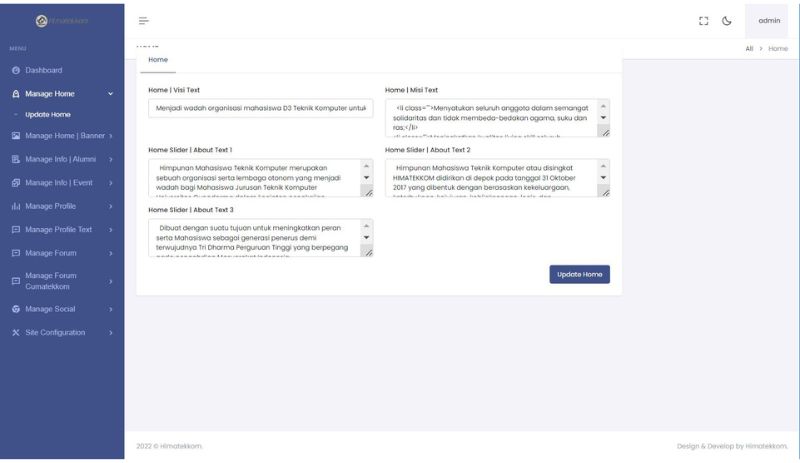 Himatekkom
admin
MENU
All > Home
Home
Dashboard
Manage Home
Update Home
Manage Home | Banner
Manage Info | Alumni
Manage Info | Event
Manage Profile
Manage Profile Text
Manage Forum
Manage Forum
Cumatekkom
Manage Social
Site Configuration
Home | Visi Text
Menjadi wadah organisasi mahasiswa D3 Teknik Komputer untuk
Home | Misi Text
<li class="">Menyatukan seluruh anggota dalam semangat
solidaritas dan tidak membeda-bedakan agama, suku dan
ras;</li>
Home Slider | About Text 1
Himpunan Mahasiswa Teknik Komputer merupakan
sebuah organisasi serta lembaga otonom yang menjadi
wadah bagi Mahasiswa Jurusan Teknik Komputer
Home Slider | About Text 2
Himpunan Mahasiswa Teknik Komputer atau disingkat
HIMATEKKOM didirikan di depok pada tanggal 31 Oktober
2017 yang dibentuk dengan berasaskan kekeluargaan,
Home Slider | About Text 3
Dibuat dengan suatu tujuan untuk meningkatkan peran
serta Mahasiswa sebagai generasi penerus demi
terwujudnya Tri Dharma Perguruan Tinggi yang berpegang
Update Home
2022 © Himatekkom.
Design & Develop by Himatekkom.